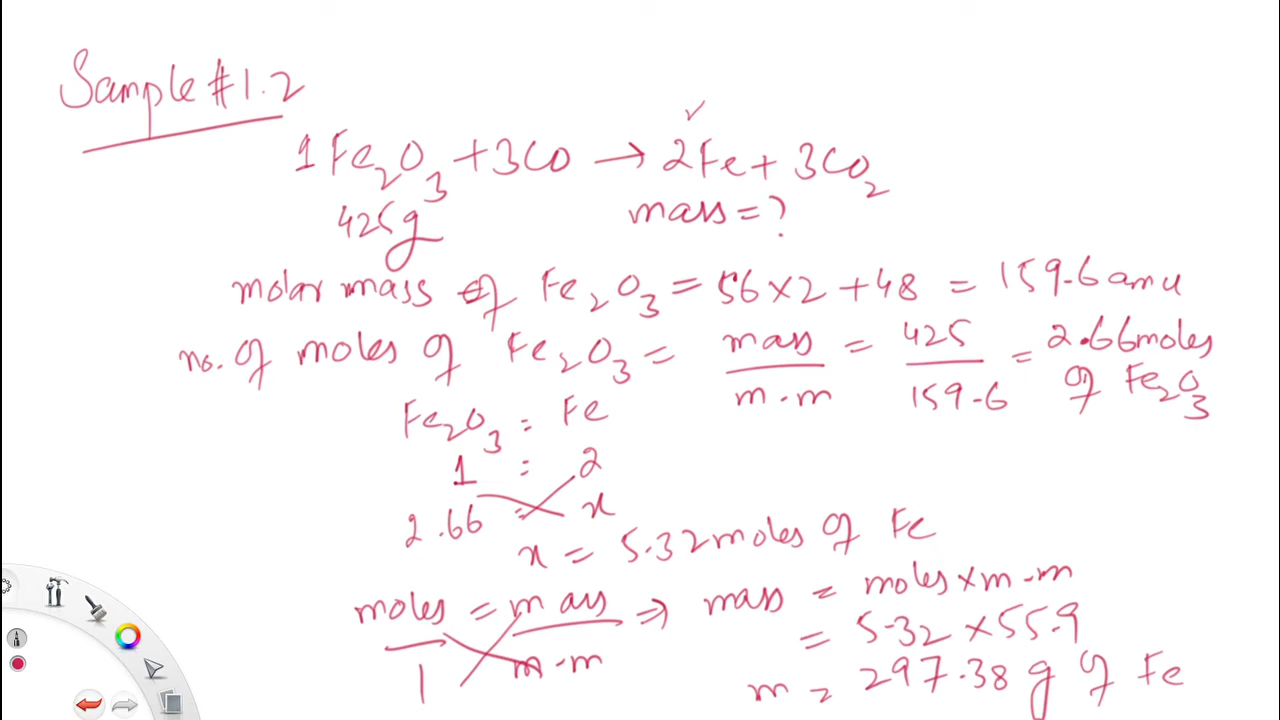 Sample #1.2
1Fe₂O₃ + 3CO → 2Fe + 3CO₂
425g mass = ?
molar mass of Fe₂O₃ = 56 × 2 + 48 = 159.6 amu
no. of moles of Fe₂O₃ = mass / m.m = 425 / 159.6 = 2.66 moles of Fe₂O₃
Fe₂O₃ : Fe
1 : 2
2.66 : x
x = 5.32 moles of Fe
moles / 1 = mass / m.m ⇒ mass = moles × m.m
= 5.32 × 55.9
m = 297.38 g of Fe